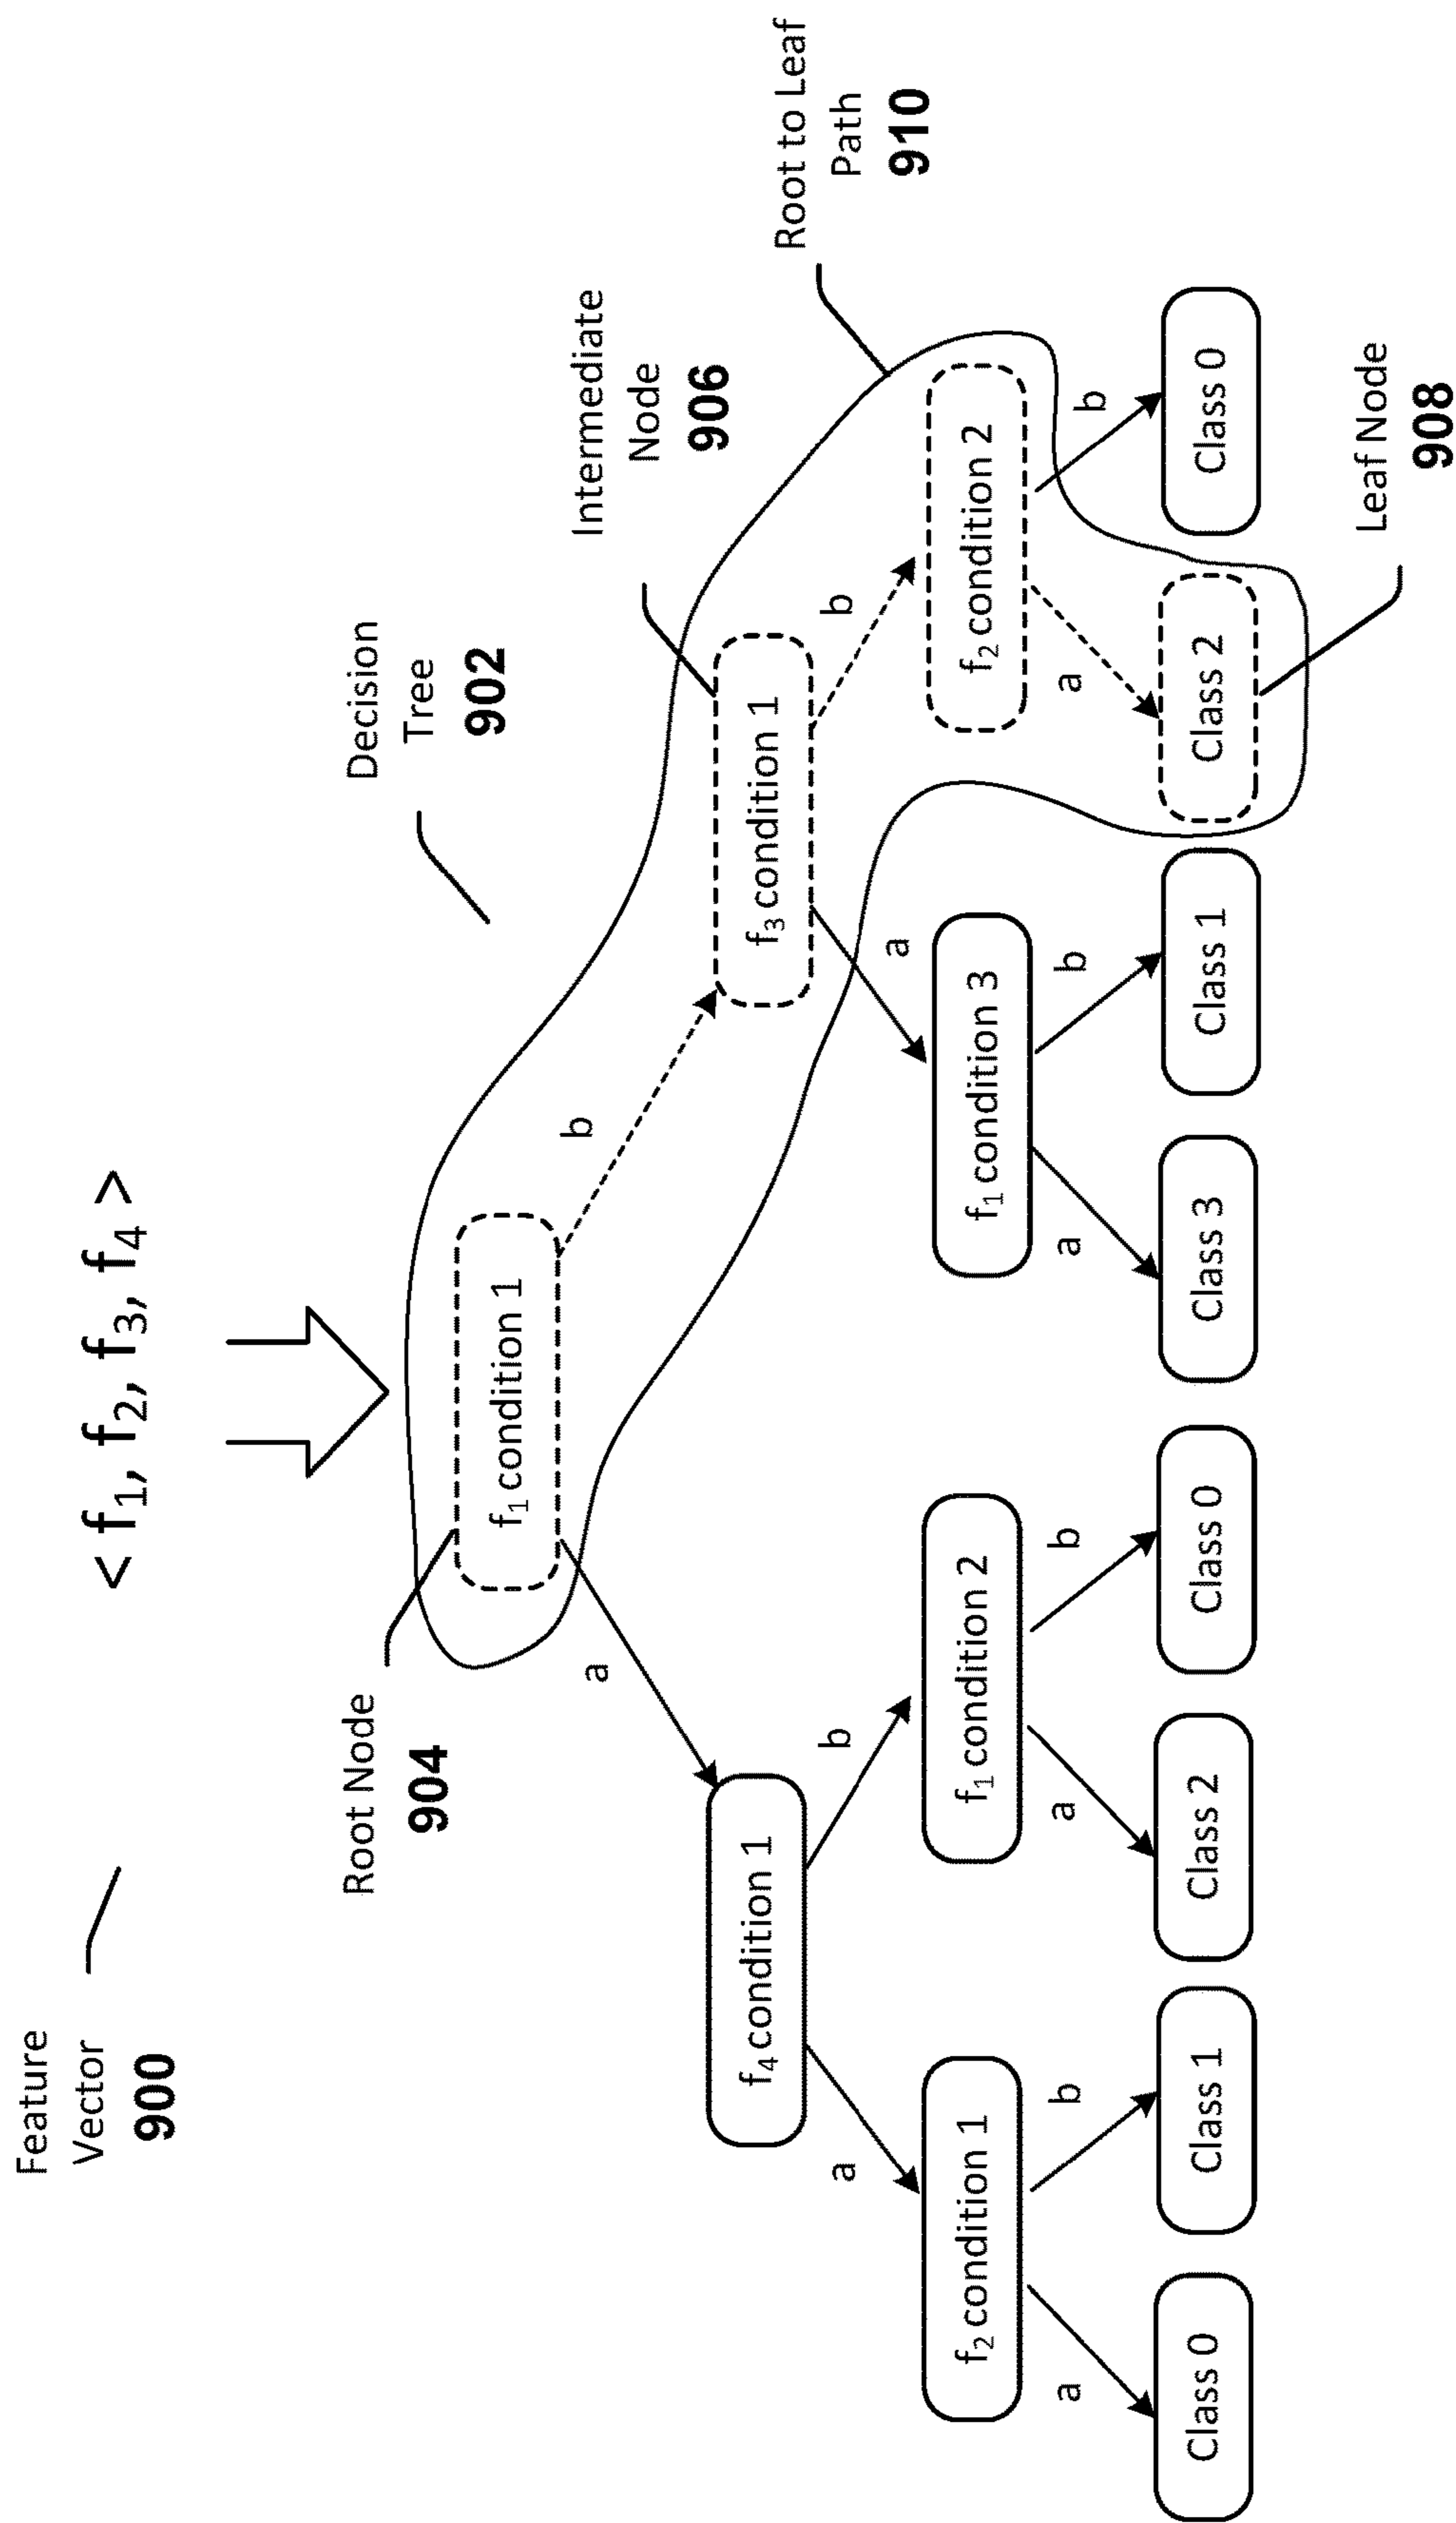 Feature
Vector
900
< f1, f2, f3, f4 >
Root Node
904
Decision
Tree
902
f1 condition 1
a
b
Intermediate
Node
906
f4 condition 1
f3 condition 1
a
b
a
b
Root to Leaf
Path
910
f2 condition 1
f1 condition 2
f1 condition 3
f2 condition 2
a
b
a
b
a
b
a
b
Class 0
Class 1
Class 2
Class 0
Class 3
Class 1
Class 2
Class 0
Leaf Node
908